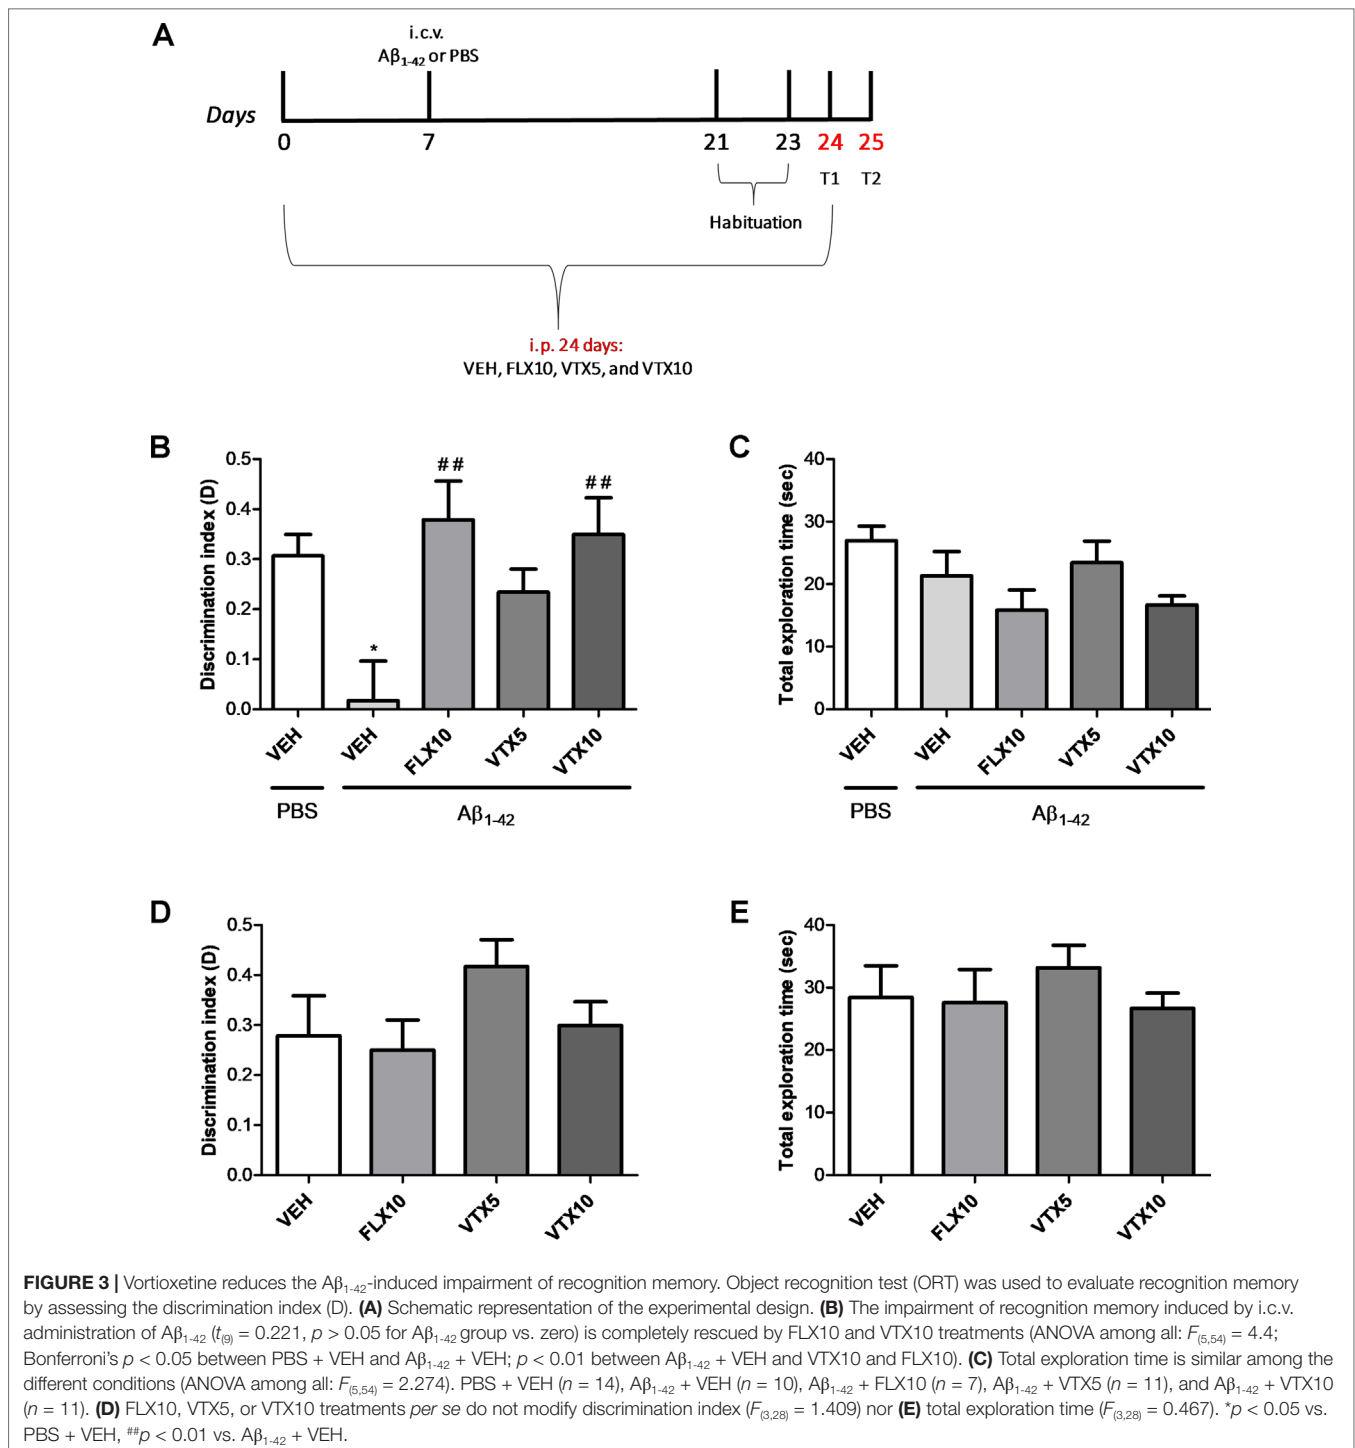 A
i.c.v.
Aβ1-42 or PBS
Days
0 7 21 23 24 25
T1 T2
Habituation
i.p. 24 days:
VEH, FLX10, VTX5, and VTX10
B
Discrimination index (D)
0.5
0.4
0.3
0.2
0.1
0.0
*
##
##
VEH VEH FLX10 VTX5 VTX10
PBS Aβ1-42
C
Total exploration time (sec)
40
30
20
10
0
VEH VEH FLX10 VTX5 VTX10
PBS Aβ1-42
D
Discrimination index (D)
0.5
0.4
0.3
0.2
0.1
0.0
VEH FLX10 VTX5 VTX10
E
Total exploration time (sec)
40
30
20
10
0
VEH FLX10 VTX5 VTX10
FIGURE 3 | Vortioxetine reduces the Aβ1-42-induced impairment of recognition memory. Object recognition test (ORT) was used to evaluate recognition memory
by assessing the discrimination index (D). (A) Schematic representation of the experimental design. (B) The impairment of recognition memory induced by i.c.v.
administration of Aβ1-42 (t(9) = 0.221, p > 0.05 for Aβ1-42 group vs. zero) is completely rescued by FLX10 and VTX10 treatments (ANOVA among all: F(5,54) = 4.4;
Bonferroni's p < 0.05 between PBS + VEH and Aβ1-42 + VEH; p < 0.01 between Aβ1-42 + VEH and VTX10 and FLX10). (C) Total exploration time is similar among the
different conditions (ANOVA among all: F(5,54) = 2.274). PBS + VEH (n = 14), Aβ1-42 + VEH (n = 10), Aβ1-42 + FLX10 (n = 7), Aβ1-42 + VTX5 (n = 11), and Aβ1-42 + VTX10
(n = 11). (D) FLX10, VTX5, or VTX10 treatments per se do not modify discrimination index (F(3,28) = 1.409) nor (E) total exploration time (F(3,28) = 0.467). *p < 0.05 vs.
PBS + VEH, ##p < 0.01 vs. Aβ1-42 + VEH.